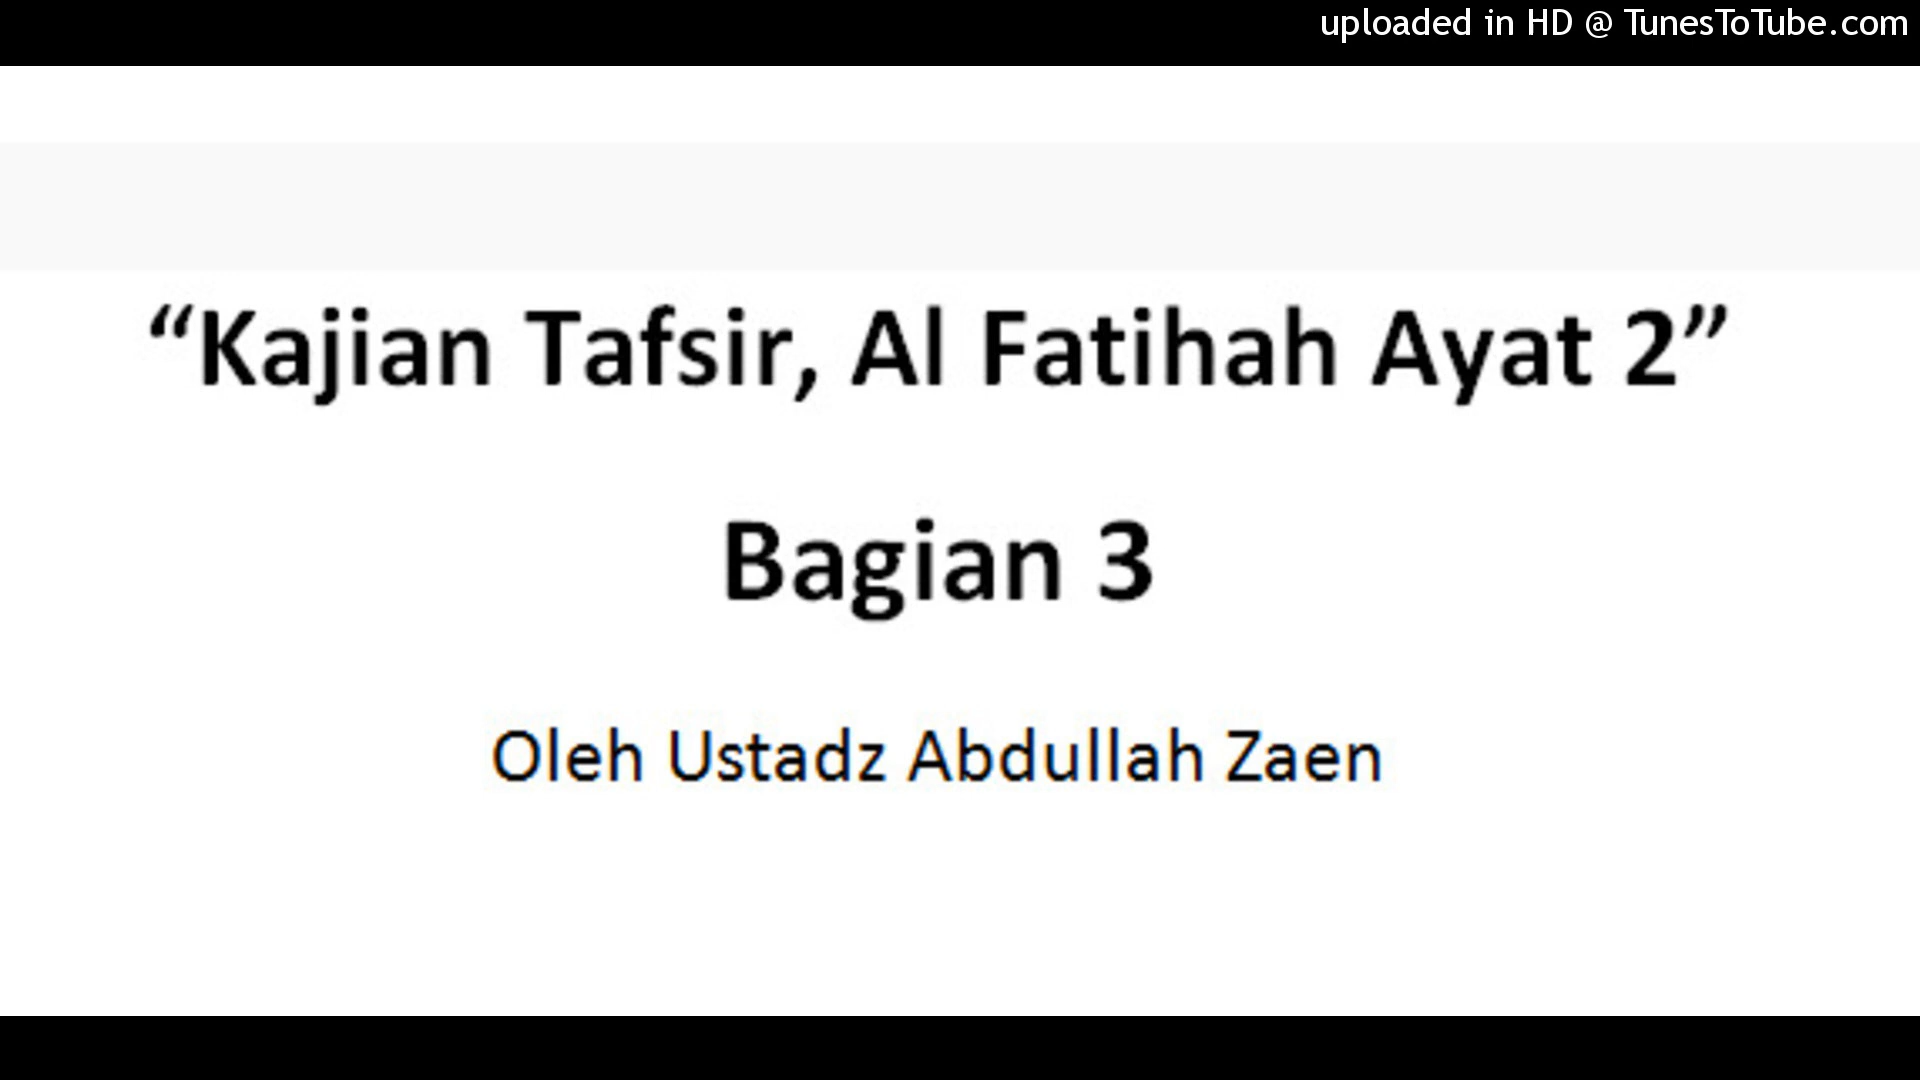 uploaded in HD @ TunesToTube.com
“Kajian Tafsir, Al Fatihah Ayat 2”
Bagian 3
Oleh Ustadz Abdullah Zaen